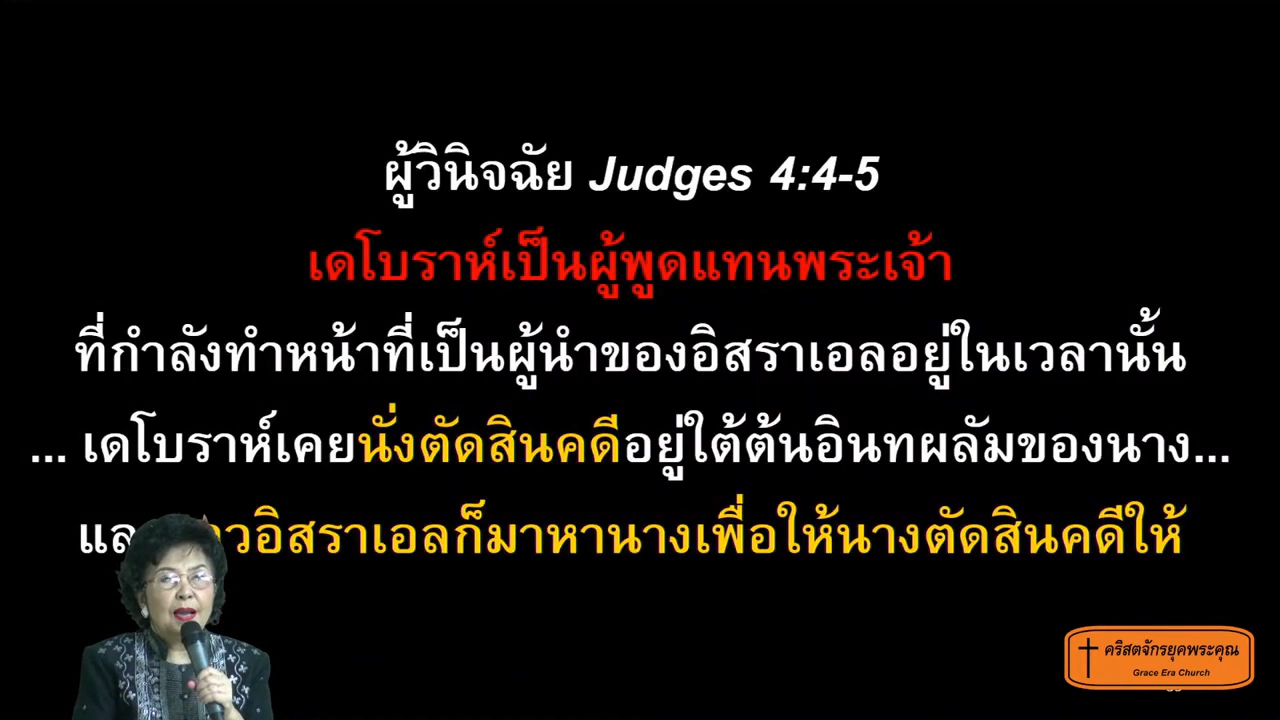 ผู้วินิจฉัย Judges 4:4-5
เดโบราห์เป็นผู้พูดแทนพระเจ้า
ที่กำลังทำหน้าที่เป็นผู้นำของอิสราเอลอยู่ในเวลานั้น
... เดโบราห์เคยนั่งตัดสินคดีอยู่ใต้ต้นอินทผลัมของนาง...
อิสราเอลก็มาหานางเพื่อให้นางตัดสินคดีให้
คริสตจักรยุคพระคุณ
Grace Era Church